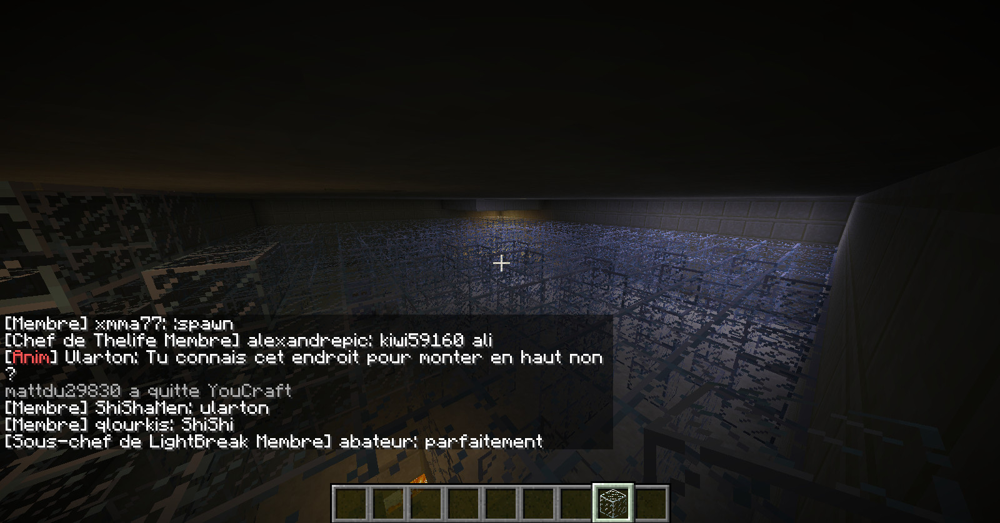 [Membre] xmma77: :spawn
[Chef de Thelife Membre] alexandrepic: kiwi59160 ali
[Anim] Ularton: Tu connais cet endroit pour monter en haut non
?
mattdu29830 a quitte YouCraft
[Membre] ShiShaMen: ularton
[Membre] qlourkis: ShiShi
[Sous-chef de LightBreak Membre] abateur: parfaitement